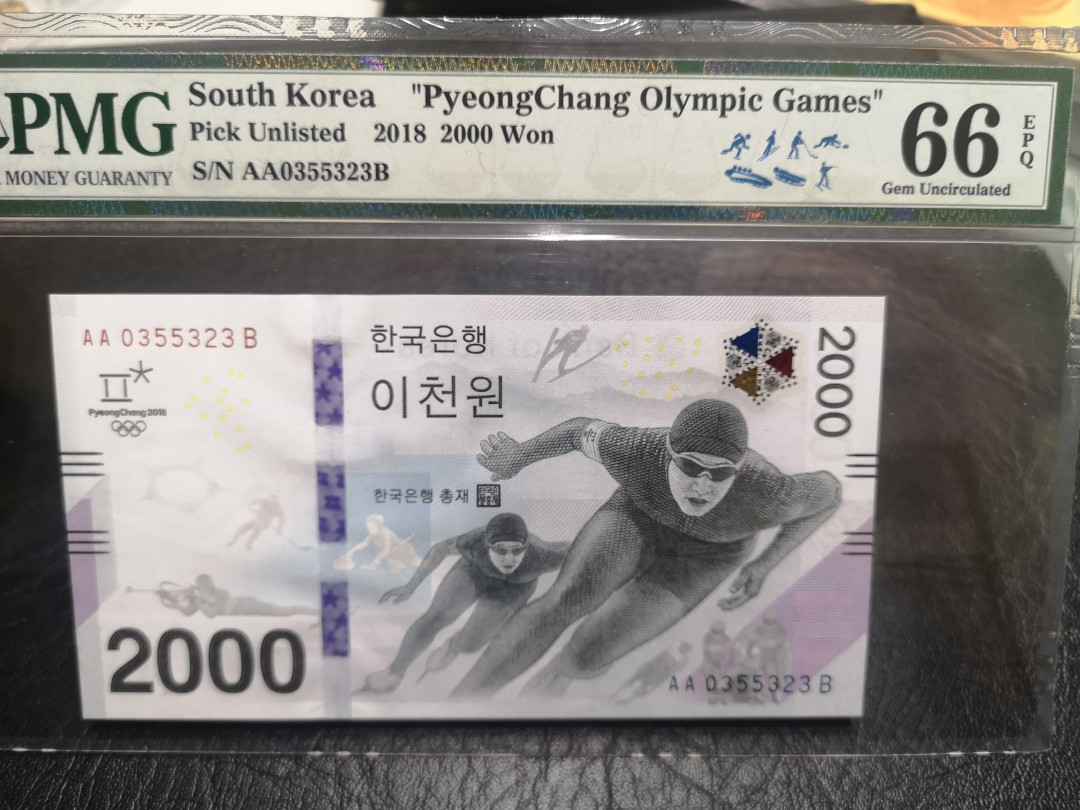 PMG
MONEY GUARANTY
South Korea "PyeongChang Olympic Games"
Pick Unlisted 2018 2000 Won
S/N AA0355323B
66
EPQ
Gem Uncirculated
AA 0355323 B
PyeongChang 2018
한국은행
이천원
2000
한국은행 총재
2000
AA 0355323 B